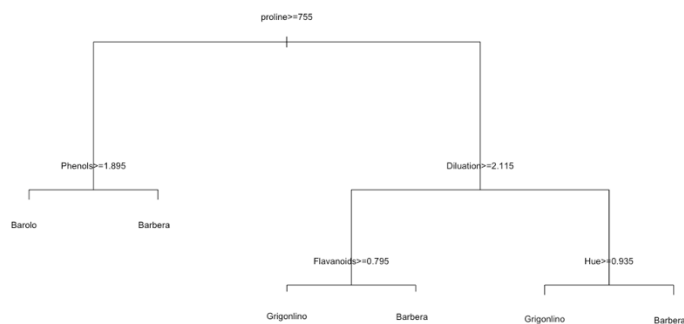 proline>=755
Phenols>=1.895
Diluation>=2.115
Barolo
Barbera
Flavanoids>=0.795
Hue>=0.935
Grigonlino
Barbera
Grigonlino
Barbera